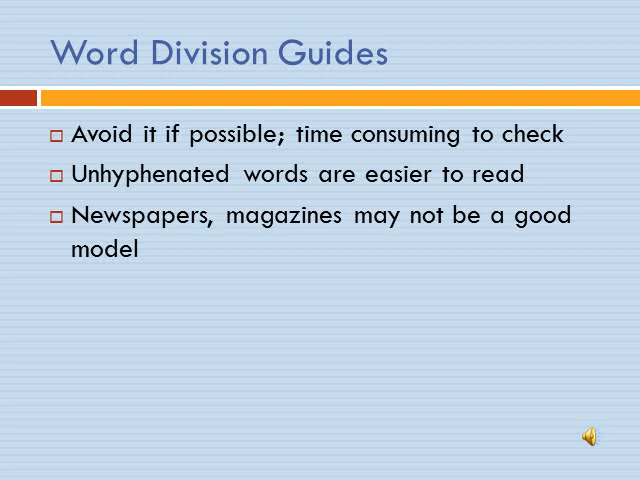 Word Division Guides
Avoid it if possible; time consuming to check
Unhyphenated words are easier to read
Newspapers, magazines may not be a good
model